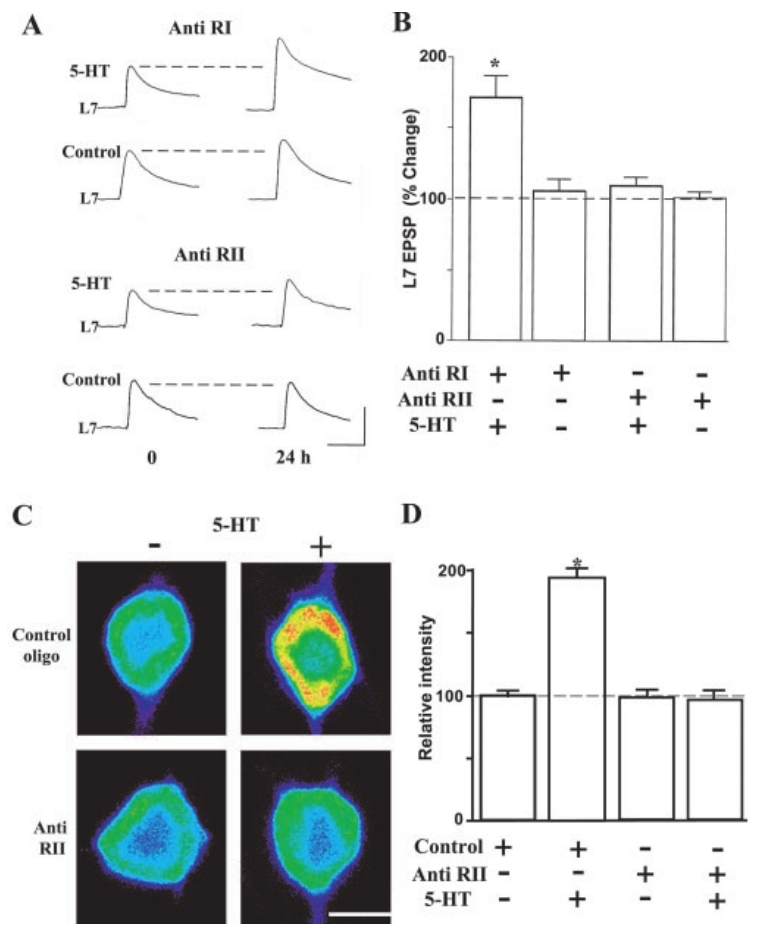 A
Anti RI
5-HT
L7
Control
L7
Anti RII
5-HT
L7
Control
L7
0 24 h
B
200
100
0
L7 EPSP (% Change)
*
Anti RI + + - -
Anti RII - - + +
5-HT + - + -
C
5-HT
- +
Control
oligo
Anti
RII
D
200
100
0
Relative intensity
*
Control + + - -
Anti RII - - + +
5-HT - + - +